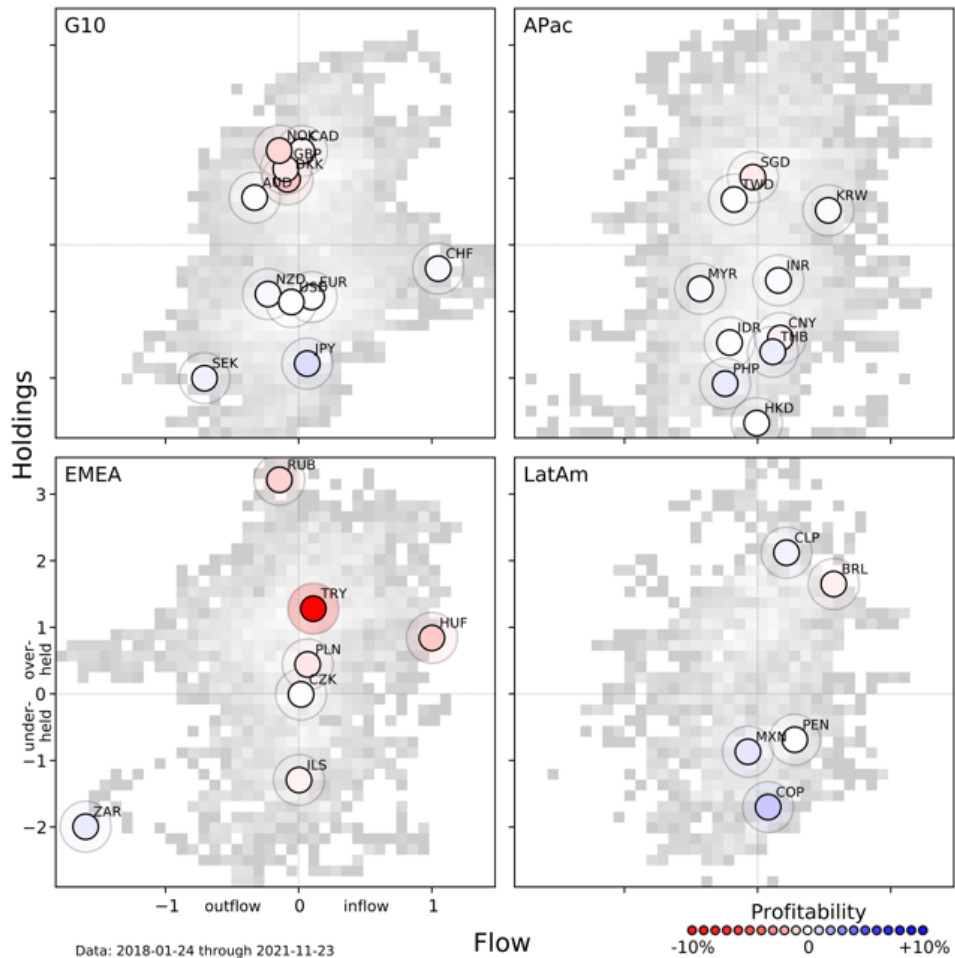 G10
NOK
CAD
GBP
DKK
AUD
CHF
NZD
EUR
USD
JPY
SEK
APac
SGD
TWD
KRW
MYR
INR
IDR
CNY
THB
PHP
HKD
Holdings
EMEA
RUB
TRY
HUF
PLN
CZK
ILS
ZAR
3
2
1
0
−1
−2
over-
held
under-
held
LatAm
CLP
BRL
MXN
PEN
COP
−1
outflow
0
inflow
1
Flow
Profitability
-10%
0
+10%
Data: 2018-01-24 through 2021-11-23